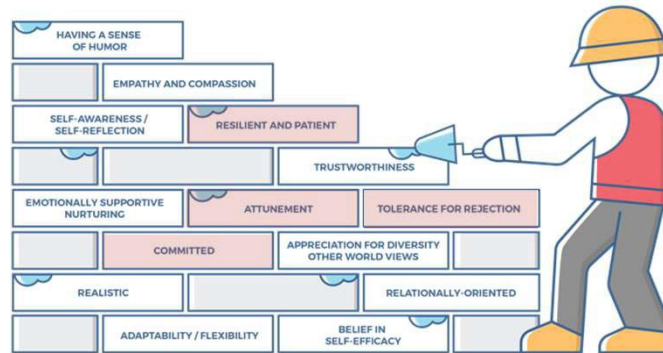 HAVING A SENSE
OF HUMOR
EMPATHY AND COMPASSION
SELF-AWARENESS /
SELF-REFLECTION
RESILIENT AND PATIENT
TRUSTWORTHINESS
EMOTIONALLY SUPPORTIVE
NURTURING
ATTUNEMENT
TOLERANCE FOR REJECTION
COMMITTED
APPRECIATION FOR DIVERSITY
OTHER WORLD VIEWS
REALISTIC
RELATIONALLY-ORIENTED
ADAPTABILITY / FLEXIBILITY
BELIEF IN
SELF-EFFICACY